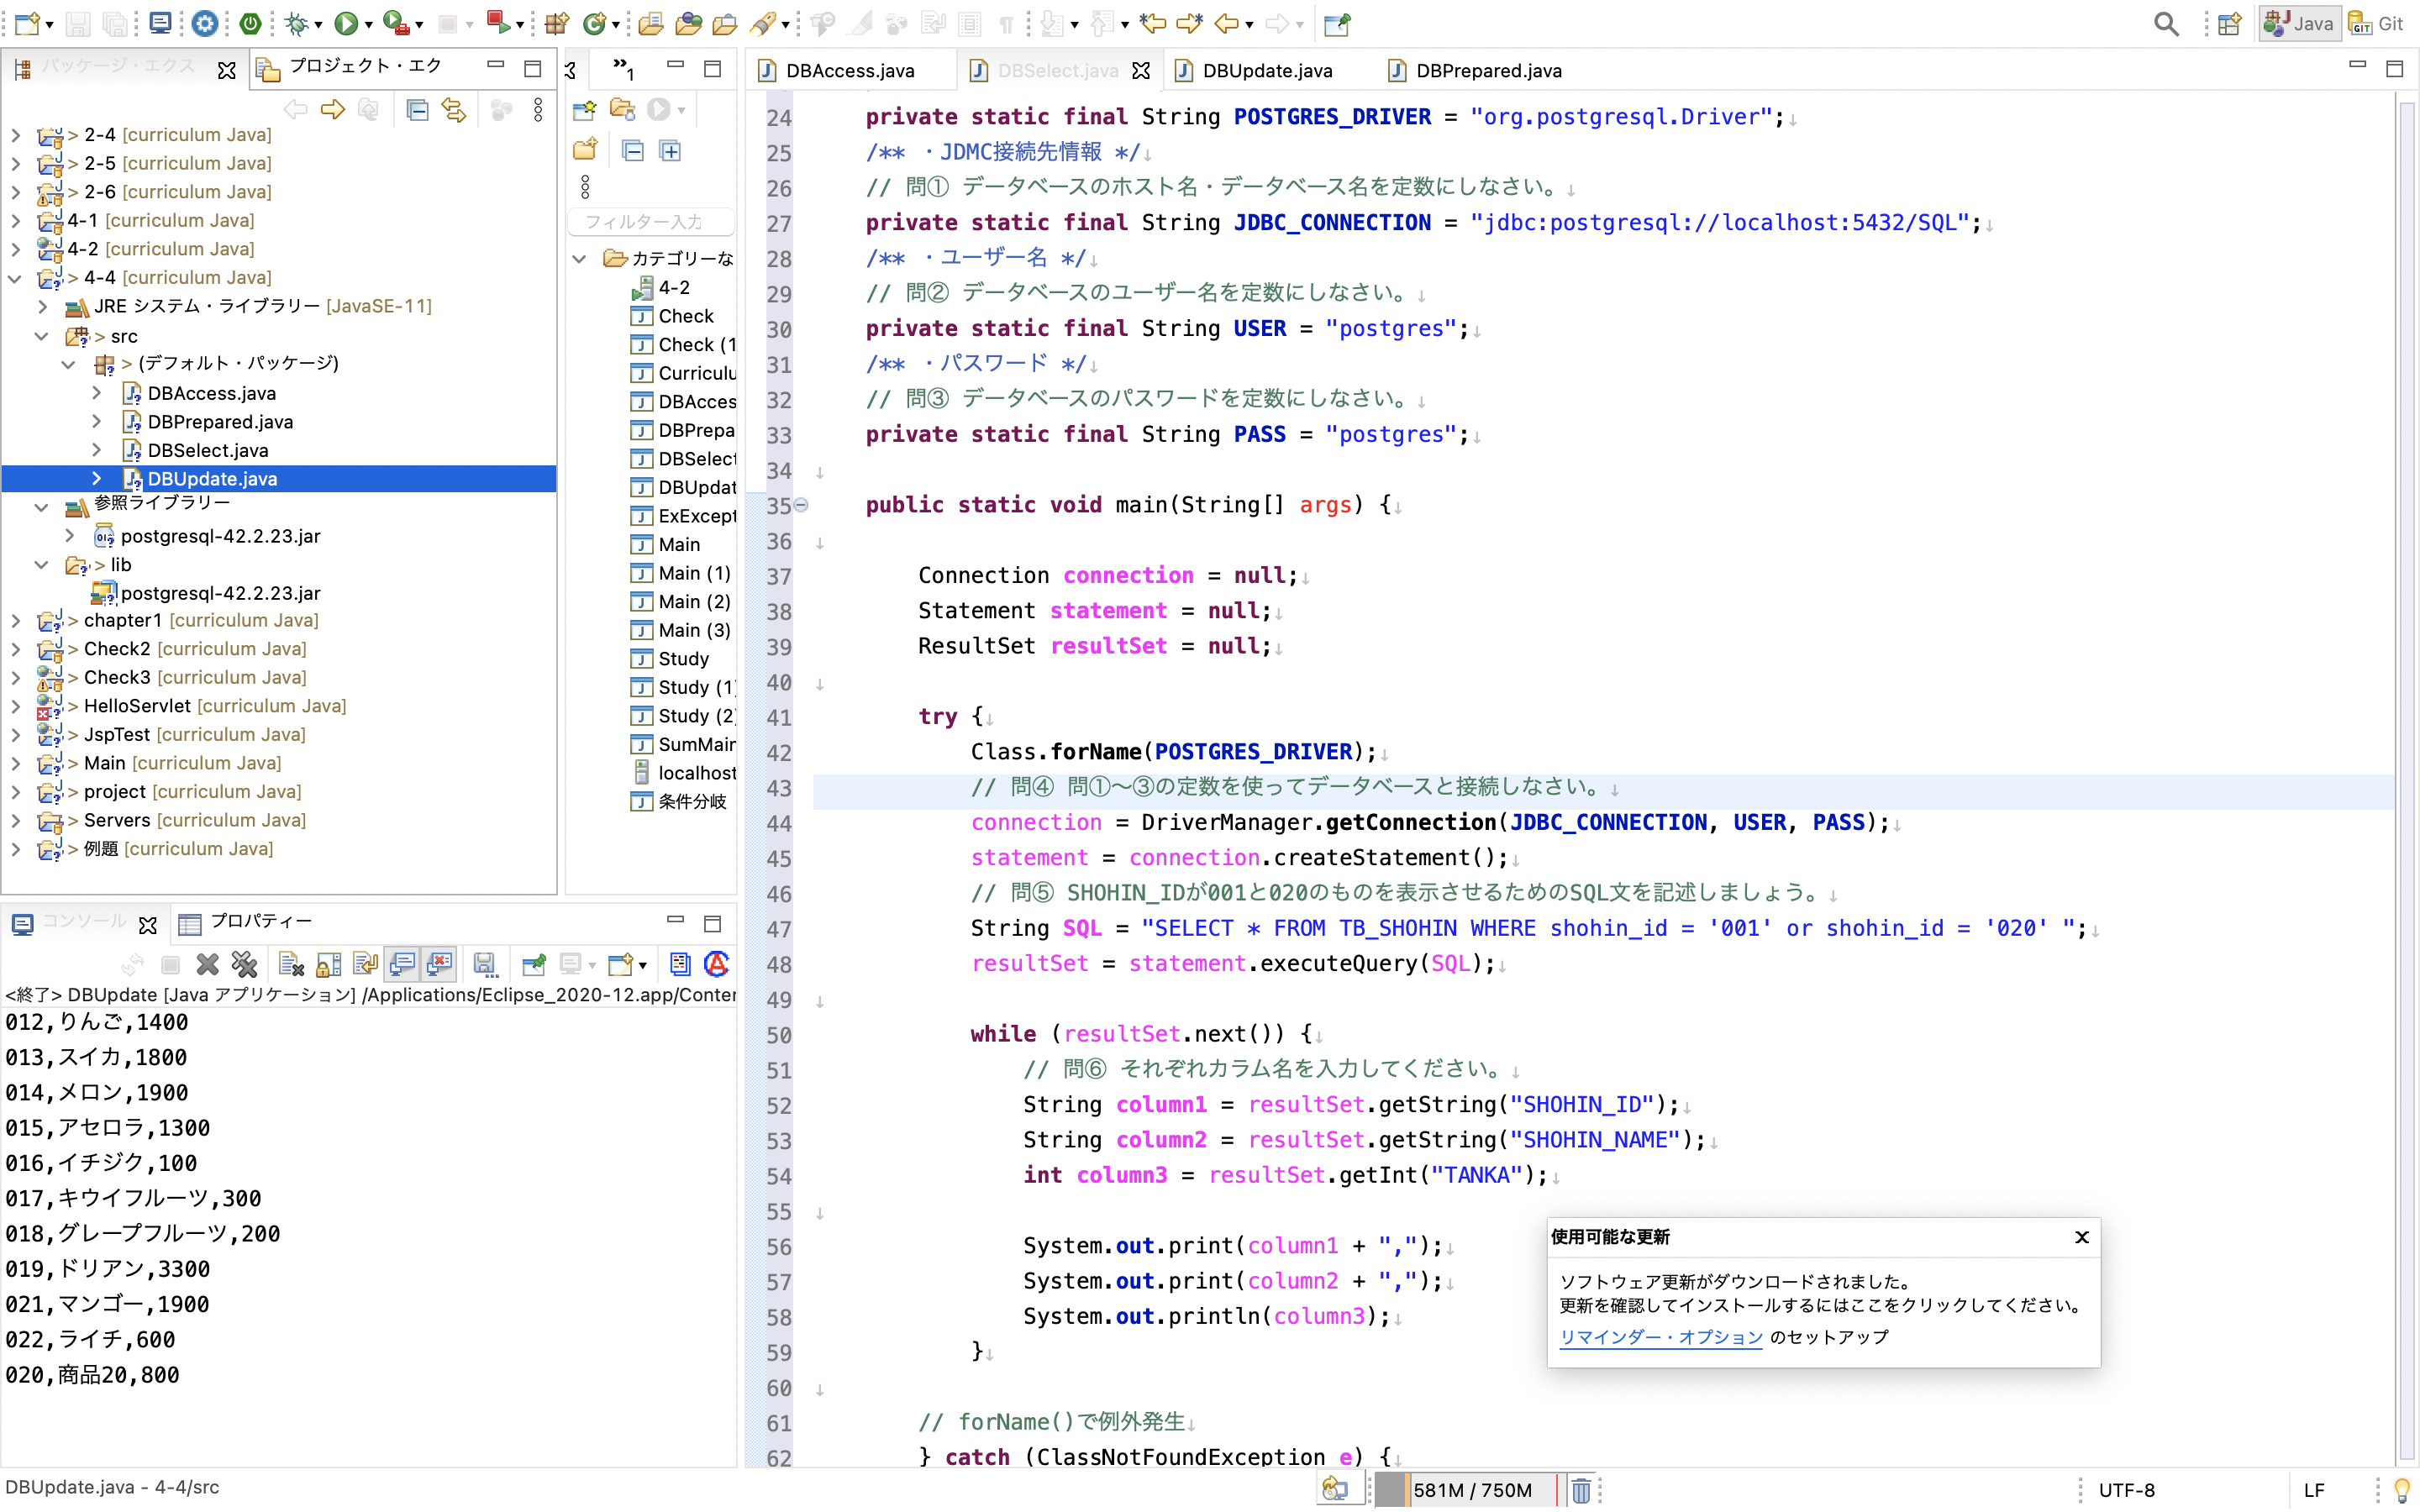 Java
Git
パッケージ・エクス
プロジェクト・エク
> 2-4 [curriculum Java]
> 2-5 [curriculum Java]
> 2-6 [curriculum Java]
4-1 [curriculum Java]
4-2 [curriculum Java]
> 4-4 [curriculum Java]
JRE システム・ライブラリー [JavaSE-11]
> src
> (デフォルト・パッケージ)
DBAccess.java
DBPrepared.java
DBSelect.java
DBUpdate.java
参照ライブラリー
postgresql-42.2.23.jar
> lib
postgresql-42.2.23.jar
> chapter1 [curriculum Java]
> Check2 [curriculum Java]
> Check3 [curriculum Java]
> HelloServlet [curriculum Java]
> JspTest [curriculum Java]
> Main [curriculum Java]
> project [curriculum Java]
> Servers [curriculum Java]
> 例題 [curriculum Java]
»1
フィルター入力
カテゴリーな
4-2
Check
Check (1
Curriculu
DBAcces
DBPrepa
DBSelect
DBUpdat
ExExcept
Main
Main (1)
Main (2)
Main (3)
Study
Study (1)
Study (2)
SumMain
localhost
条件分岐
コンソール
プロパティー
<終了> DBUpdate [Java アプリケーション] /Applications/Eclipse_2020-12.app/Conter
012,りんご,1400
013,スイカ,1800
014,メロン,1900
015,アセロラ,1300
016,イチジク,100
017,キウイフルーツ,300
018,グレープフルーツ,200
019,ドリアン,3300
021,マンゴー,1900
022,ライチ,600
020,商品20,800
DBAccess.java
DBSelect.java
DBUpdate.java
DBPrepared.java
24 private static final String POSTGRES_DRIVER = "org.postgresql.Driver";↓
25 /** ・JDMC接続先情報 */↓
26 // 問① データベースのホスト名・データベース名を定数にしなさい。↓
27 private static final String JDBC_CONNECTION = "jdbc:postgresql://localhost:5432/SQL";↓
28 /** ・ユーザー名 */↓
29 // 問② データベースのユーザー名を定数にしなさい。↓
30 private static final String USER = "postgres";↓
31 /** ・パスワード */↓
32 // 問③ データベースのパスワードを定数にしなさい。↓
33 private static final String PASS = "postgres";↓
34 ↓
35 public static void main(String[] args) {↓
36 ↓
37 Connection connection = null;↓
38 Statement statement = null;↓
39 ResultSet resultSet = null;↓
40 ↓
41 try {↓
42 Class.forName(POSTGRES_DRIVER);↓
43 // 問④ 問①〜③の定数を使ってデータベースと接続しなさい。↓
44 connection = DriverManager.getConnection(JDBC_CONNECTION, USER, PASS);↓
45 statement = connection.createStatement();↓
46 // 問⑤ SHOHIN_IDが001と020のものを表示させるためのSQL文を記述しましょう。↓
47 String SQL = "SELECT * FROM TB_SHOHIN WHERE shohin_id = '001' or shohin_id = '020' ";↓
48 resultSet = statement.executeQuery(SQL);↓
49 ↓
50 while (resultSet.next()) {↓
51 // 問⑥ それぞれカラム名を入力してください。↓
52 String column1 = resultSet.getString("SHOHIN_ID");↓
53 String column2 = resultSet.getString("SHOHIN_NAME");↓
54 int column3 = resultSet.getInt("TANKA");↓
55 ↓
56 System.out.print(column1 + ",");↓
57 System.out.print(column2 + ",");↓
58 System.out.println(column3);↓
59 }↓
60 ↓
61 // forName()で例外発生↓
62 } catch (ClassNotFoundException e) {↓
使用可能な更新
ソフトウェア更新がダウンロードされました。
更新を確認してインストールするにはここをクリックしてください。
リマインダー・オプション のセットアップ
DBUpdate.java - 4-4/src
581M / 750M
UTF-8
LF